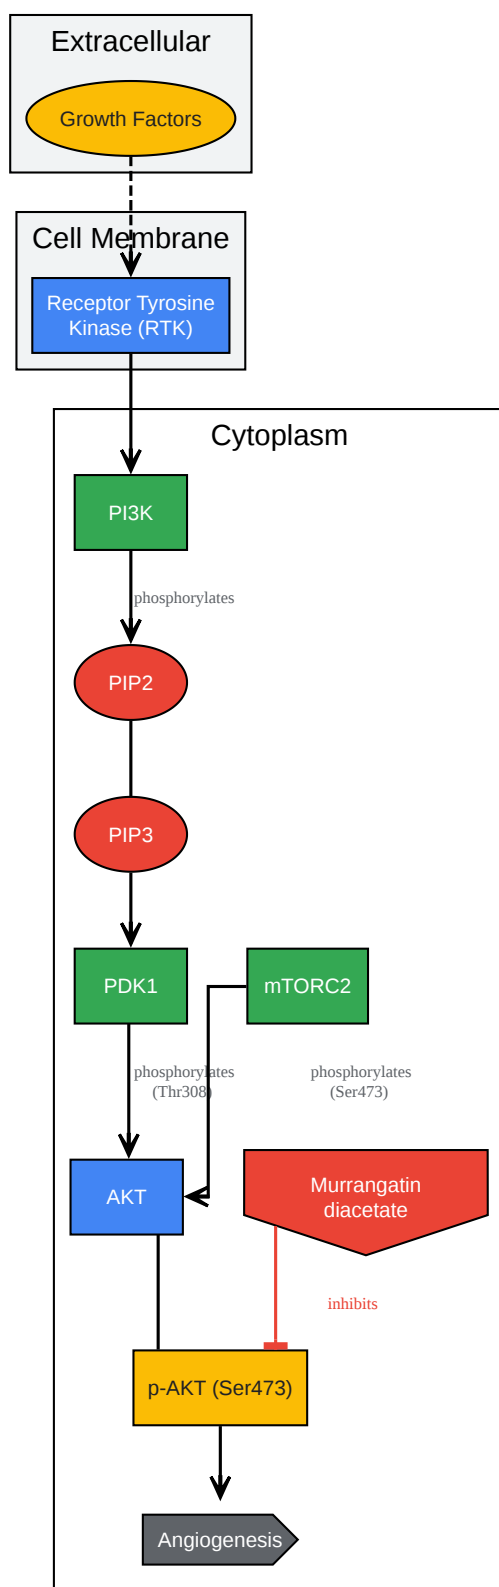 Extracellular
Growth Factors
Cell Membrane
Receptor Tyrosine
Kinase (RTK)
Cytoplasm
PI3K
phosphorylates
PIP2
PIP3
PDK1
mTORC2
phosphorylates
(Thr308)
phosphorylates
(Ser473)
AKT
Murrangatin
diacetate
inhibits
p-AKT (Ser473)
Angiogenesis